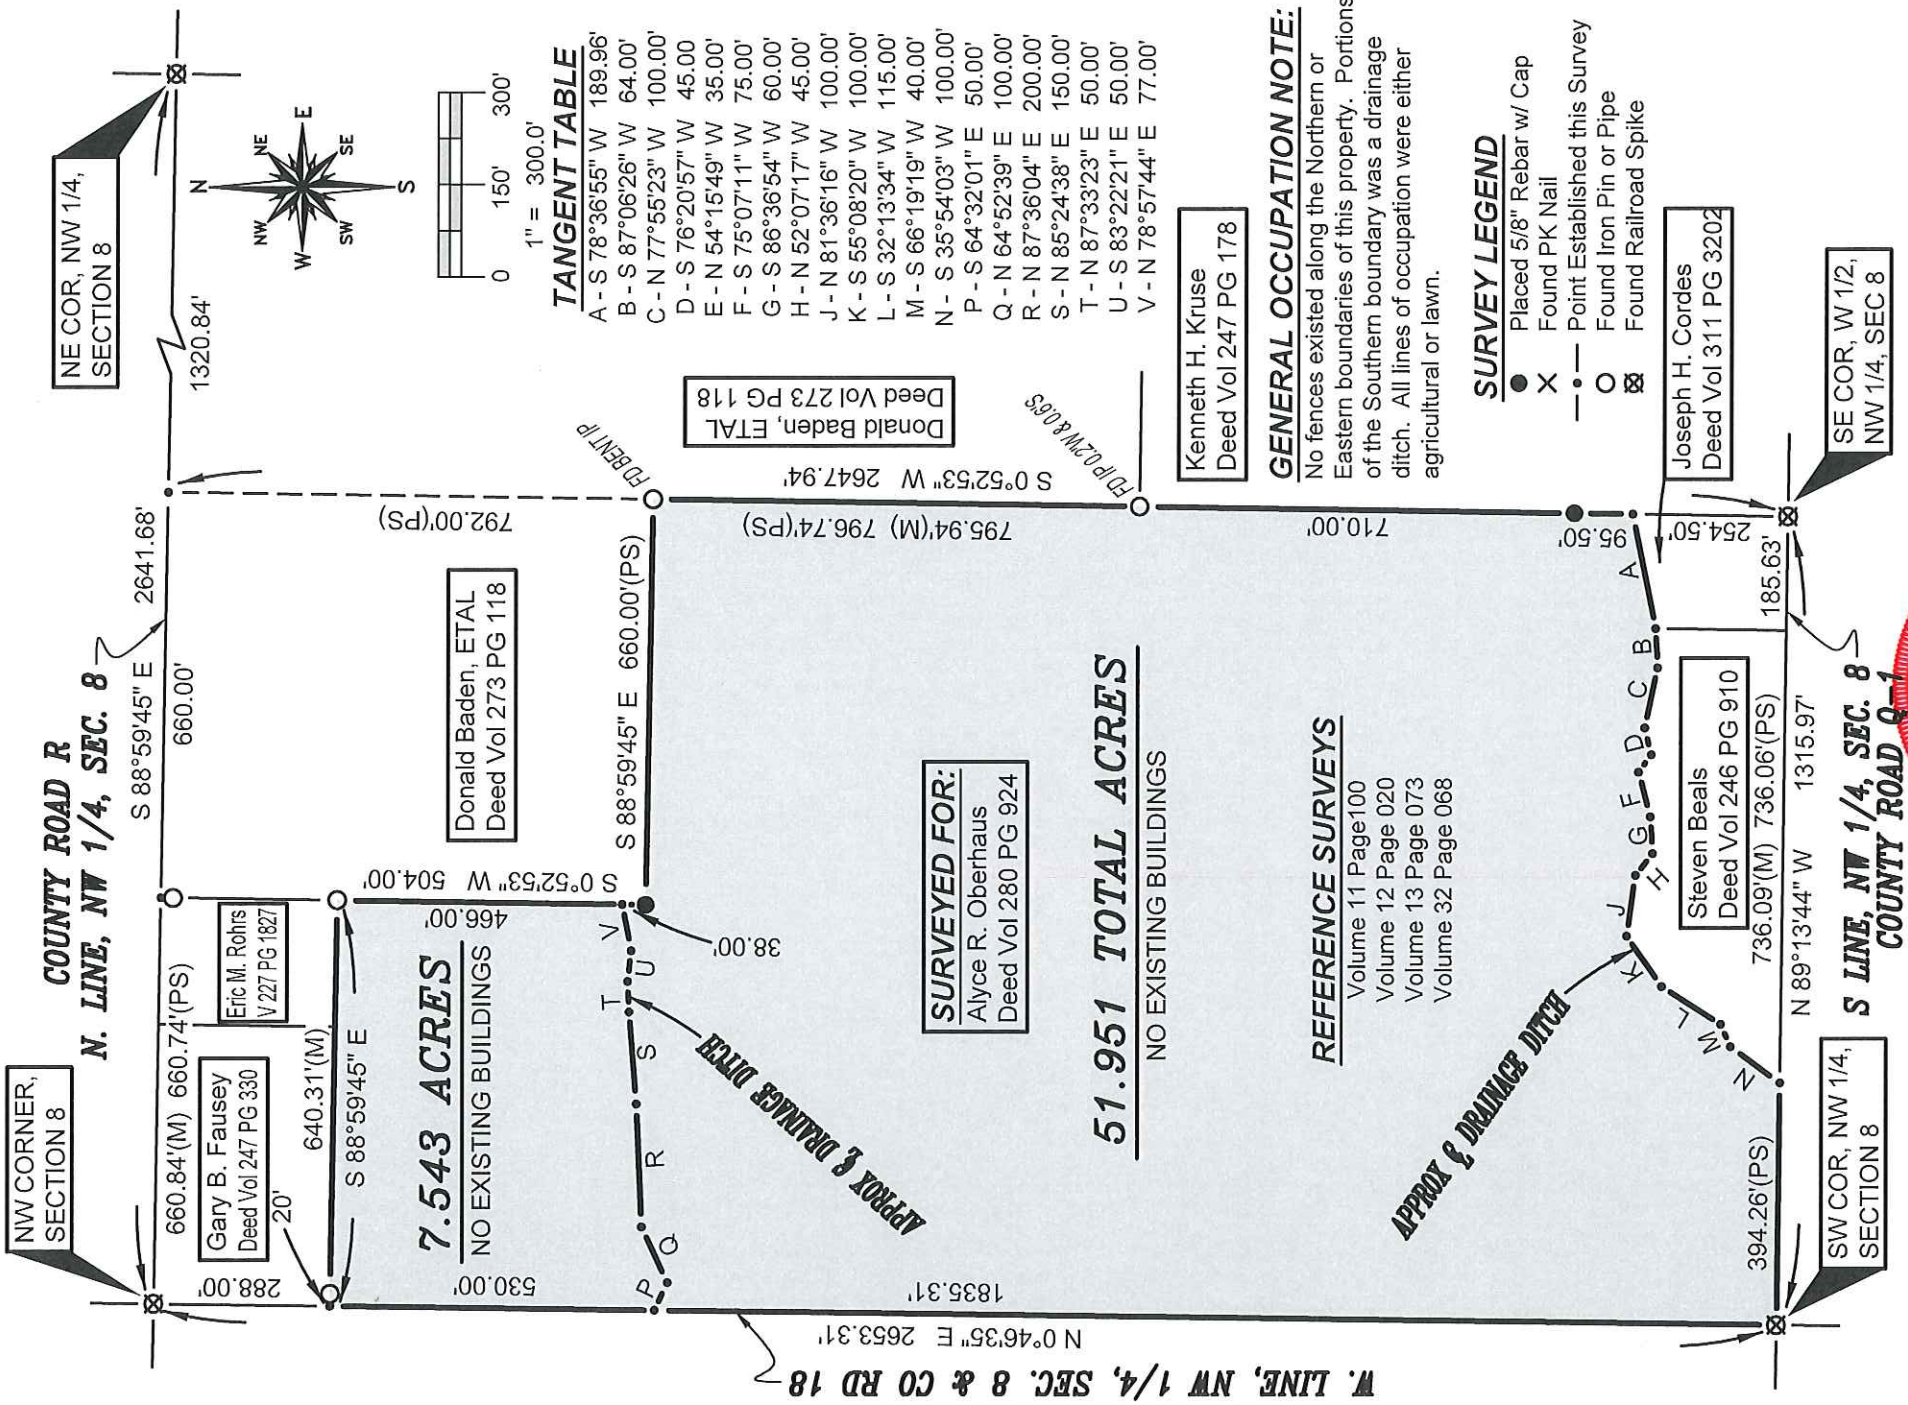 COUNTY ROAD R
N. LINE, NW 1/4, SEC. 8
NW CORNER,
SECTION 8
NE COR, NW 1/4,
SECTION 8
S 88°59'45" E    2641.68'
660.84'(M)  660.74'(PS)
660.00'
1320.84'
Gary B. Fausey
Deed Vol 247 PG 330
Eric M. Rohrs
V 227 PG 1827
288.00'
20'
640.31'(M)
S 88°59'45" E
7.543 ACRES
NO EXISTING BUILDINGS
530.00'
466.00'
S 0°52'53" W  504.00'
38.00'
Donald Baden, ETAL
Deed Vol 273 PG 118
792.00'(PS)
S 88°59'45" E  660.00'(PS)
FD BENT IP
Donald Baden, ETAL
Deed Vol 273 PG 118
S 0°52'53" W  2647.94'
795.94'(M)  796.74'(PS)
FD IP 0.2'W & 0.6'S
P
Q
R
S
T
U
V
APPROX ℄ DRAINAGE DITCH
SURVEYED FOR:
Alyce R. Oberhaus
Deed Vol 280 PG 924
51.951 TOTAL ACRES
NO EXISTING BUILDINGS
REFERENCE SURVEYS
Volume 11 Page100
Volume 12 Page 020
Volume 13 Page 073
Volume 32 Page 068
N 0°46'35" E  2653.31'
1835.31'
W. LINE, NW 1/4, SEC. 8 & CO RD 18
Kenneth H. Kruse
Deed Vol 247 PG 178
710.00'
95.50'
254.50'
185.63'
APPROX ℄ DRAINAGE DITCH
N
M
L
K
J
H
G
F
D
C
B
A
Steven Beals
Deed Vol 246 PG 910
Joseph H. Cordes
Deed Vol 311 PG 3202
394.26'(PS)
736.09'(M)  736.06'(PS)
N 89°13'44" W    1315.97'
SW COR, NW 1/4,
SECTION 8
SE COR, W 1/2,
NW 1/4, SEC 8
S LINE, NW 1/4, SEC. 8
COUNTY ROAD Q-1
N
NE
E
SE
S
SW
W
NW
0    150'    300'
1" =  300.0'
TANGENT TABLE
A - S 78°36'55" W  189.96'
B - S 87°06'26" W  64.00'
C - N 77°55'23" W  100.00'
D - S 76°20'57" W  45.00
E - N 54°15'49" W  35.00'
F - S 75°07'11" W  75.00'
G - S 86°36'54" W  60.00'
H - N 52°07'17" W  45.00'
J - N 81°36'16" W  100.00'
K - S 55°08'20" W  100.00'
L - S 32°13'34" W  115.00'
M - S 66°19'19" W  40.00'
N - S 35°54'03" W  100.00'
P - S 64°32'01" E  50.00'
Q - N 64°52'39" E  100.00'
R - N 87°36'04" E  200.00'
S - N 85°24'38" E  150.00'
T - N 87°33'23" E  50.00'
U - S 83°22'21" E  50.00'
V - N 78°57'44" E  77.00'
GENERAL OCCUPATION NOTE:
No fences existed along the Northern or
Eastern boundaries of this property.  Portions
of the Southern boundary was a drainage
ditch.  All lines of occupation were either
agricultural or lawn.
SURVEY LEGEND
Placed 5/8" Rebar w/ Cap
Found PK Nail
Point Established this Survey
Found Iron Pin or Pipe
Found Railroad Spike